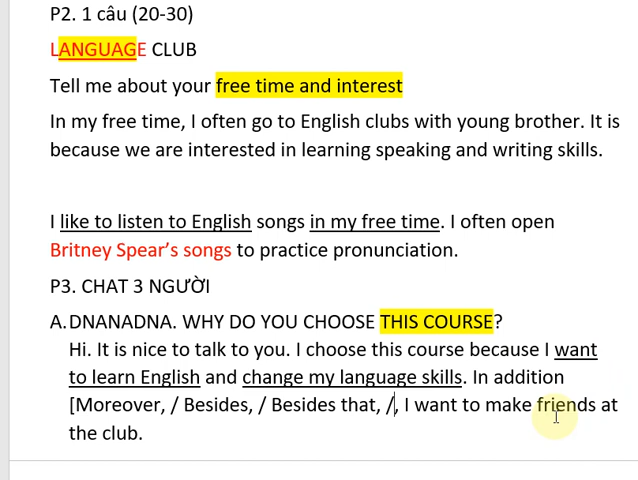 P2. 1 câu (20-30)
LANGUAGE CLUB
Tell me about your free time and interest
In my free time, I often go to English clubs with young brother. It is
because we are interested in learning speaking and writing skills.
I like to listen to English songs in my free time. I often open
Britney Spear’s songs to practice pronunciation.
P3. CHAT 3 NGƯỜI
A. DNANADNA. WHY DO YOU CHOOSE THIS COURSE?
Hi. It is nice to talk to you. I choose this course because I want
to learn English and change my language skills. In addition
[Moreover, / Besides, / Besides that, /, I want to make friends at
the club.